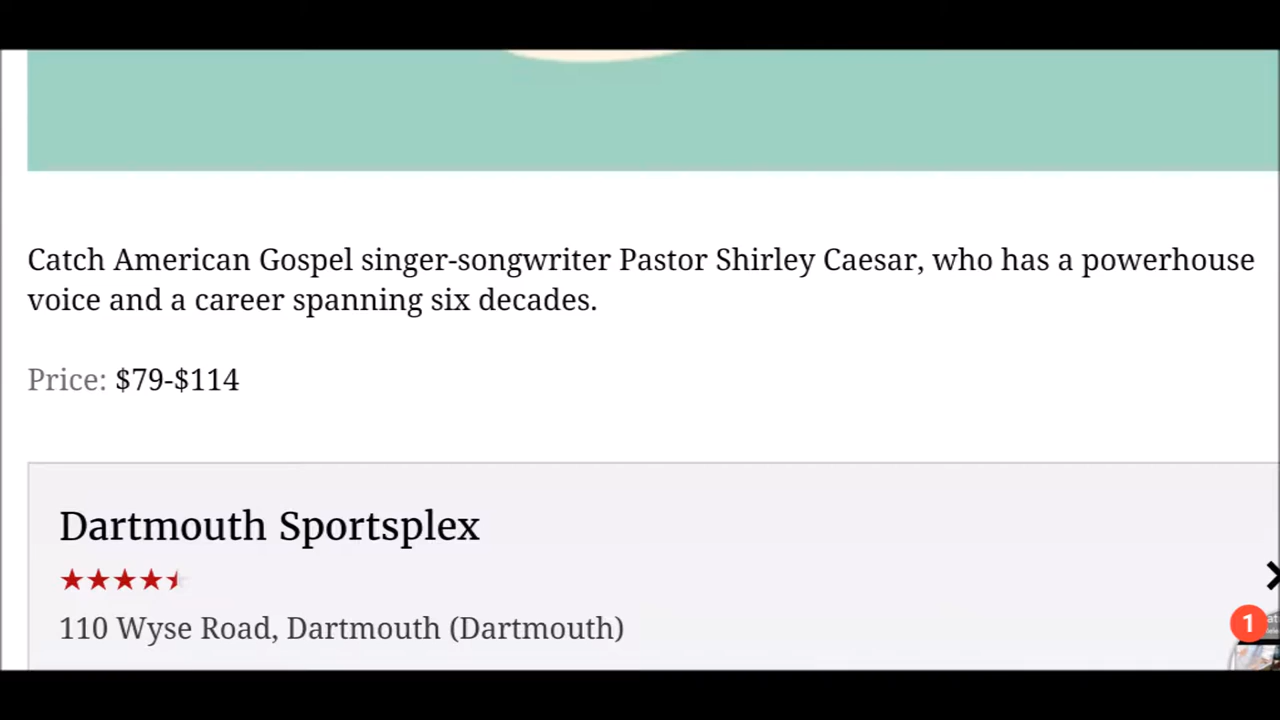 Catch American Gospel singer-songwriter Pastor Shirley Caesar, who has a powerhouse
voice and a career spanning six decades.
Price: $79-$114
Dartmouth Sportsplex
110 Wyse Road, Dartmouth (Dartmouth)
1